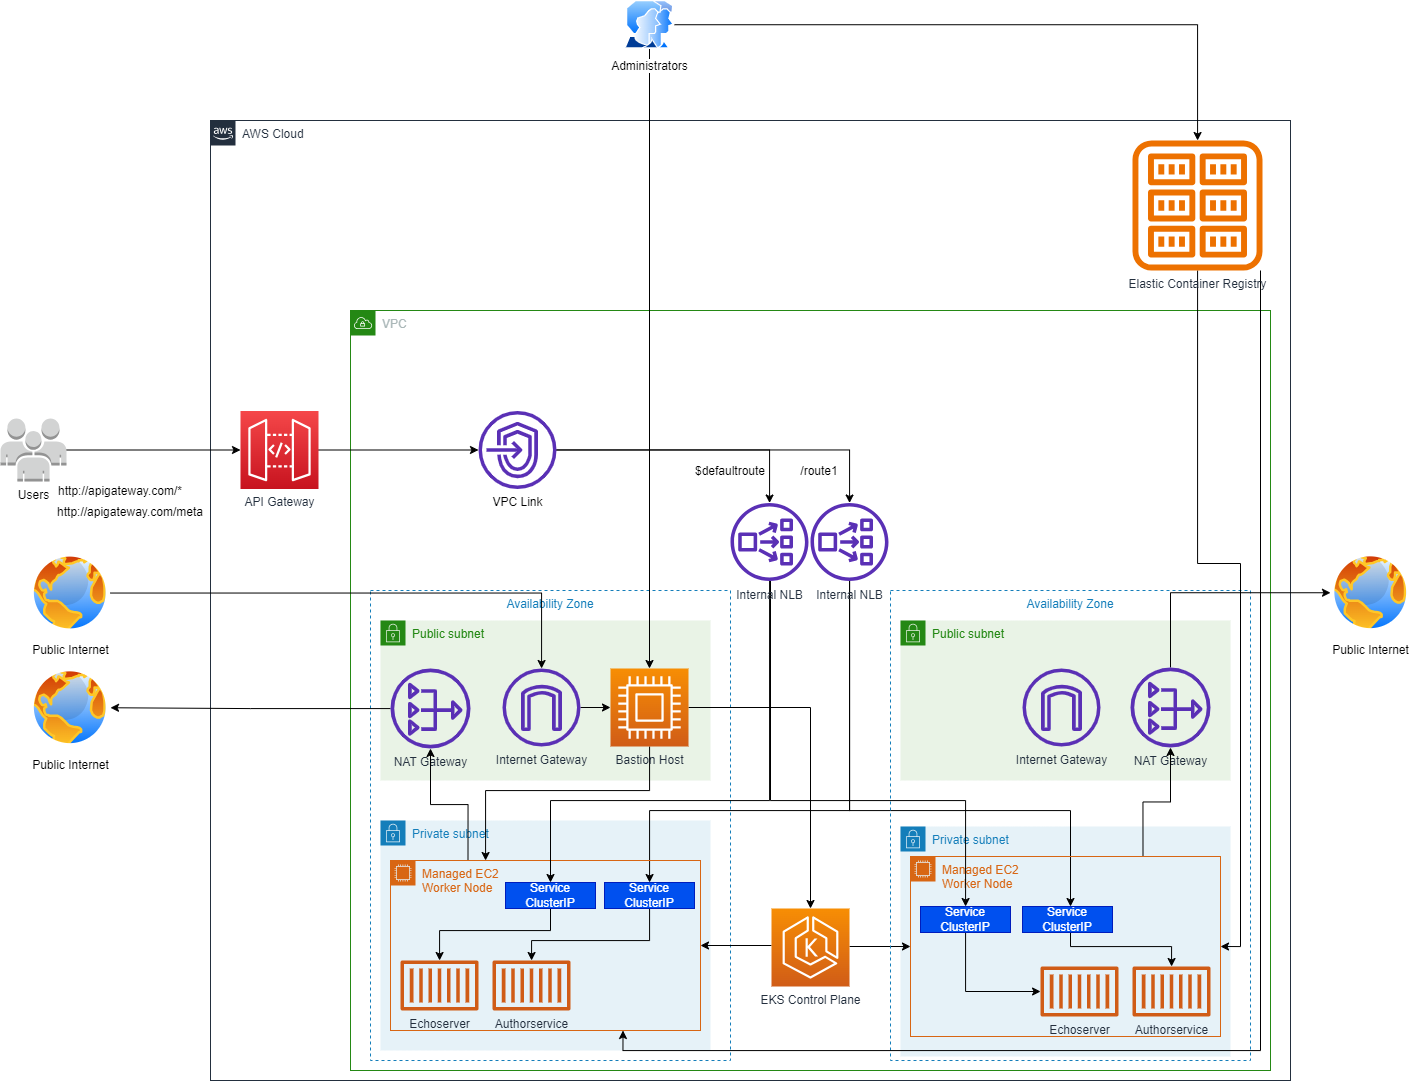 Administrators
aws
AWS Cloud
Elastic Container Registry
VPC
Users
http://apigateway.com/*
http://apigateway.com/meta
API Gateway
VPC Link
$defaultroute
/route1
Internal NLB
Internal NLB
Public Internet
Public Internet
Public Internet
Availability Zone
Public subnet
NAT Gateway
Internet Gateway
Bastion Host
Availability Zone
Public subnet
Internet Gateway
NAT Gateway
Private subnet
Managed EC2
Worker Node
Service
ClusterIP
Service
ClusterIP
Echoserver
Authorservice
K
EKS Control Plane
Private subnet
Managed EC2
Worker Node
Service
ClusterIP
Service
ClusterIP
Echoserver
Authorservice